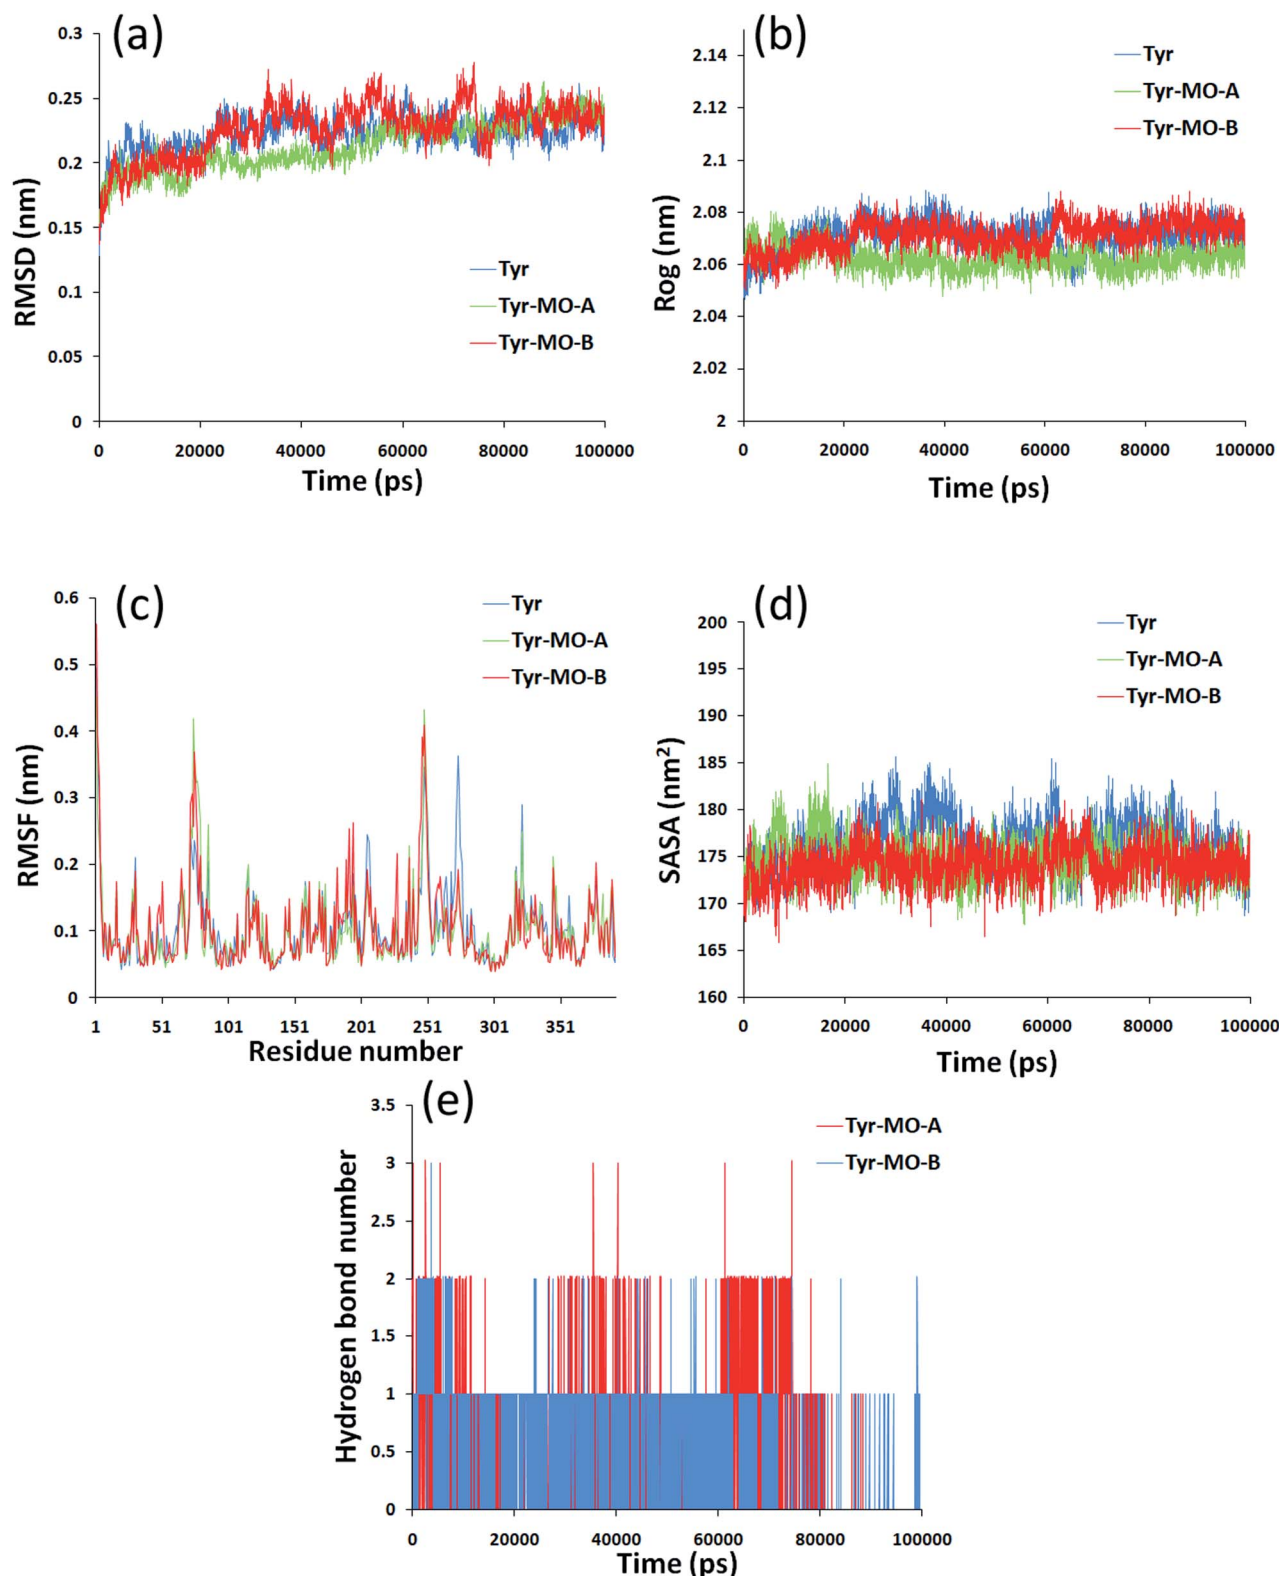 (a)
RMSD (nm)
0.3
0.25
0.2
0.15
0.1
0.05
0
Tyr
Tyr-MO-A
Tyr-MO-B
0 20000 40000 60000 80000 100000
Time (ps)
(b)
Rog (nm)
2.14
2.12
2.1
2.08
2.06
2.04
2.02
2
Tyr
Tyr-MO-A
Tyr-MO-B
0 20000 40000 60000 80000 100000
Time (ps)
(c)
RMSF (nm)
0.6
0.5
0.4
0.3
0.2
0.1
0
Tyr
Tyr-MO-A
Tyr-MO-B
1 51 101 151 201 251 301 351
Residue number
(d)
SASA (nm²)
200
195
190
185
180
175
170
165
160
Tyr
Tyr-MO-A
Tyr-MO-B
0 20000 40000 60000 80000 100000
Time (ps)
(e)
Hydrogen bond number
3.5
3
2.5
2
1.5
1
0.5
0
Tyr-MO-A
Tyr-MO-B
0 20000 40000 60000 80000 100000
Time (ps)